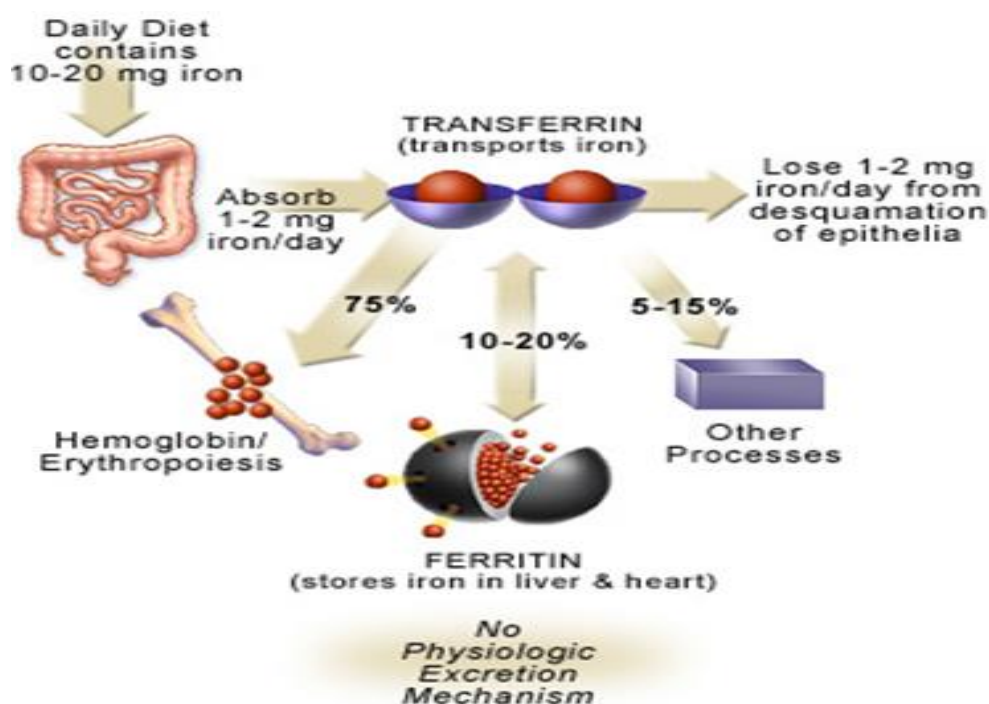 Daily Diet
contains
10-20 mg iron
TRANSFERRIN
(transports iron)
Absorb
1-2 mg
iron/day
Lose 1-2 mg
iron/day from
desquamation
of epithelia
75%
10-20%
5-15%
Hemoglobin/
Erythropoiesis
Other
Processes
FERRITIN
(stores iron in liver & heart)
No
Physiologic
Excretion
Mechanism